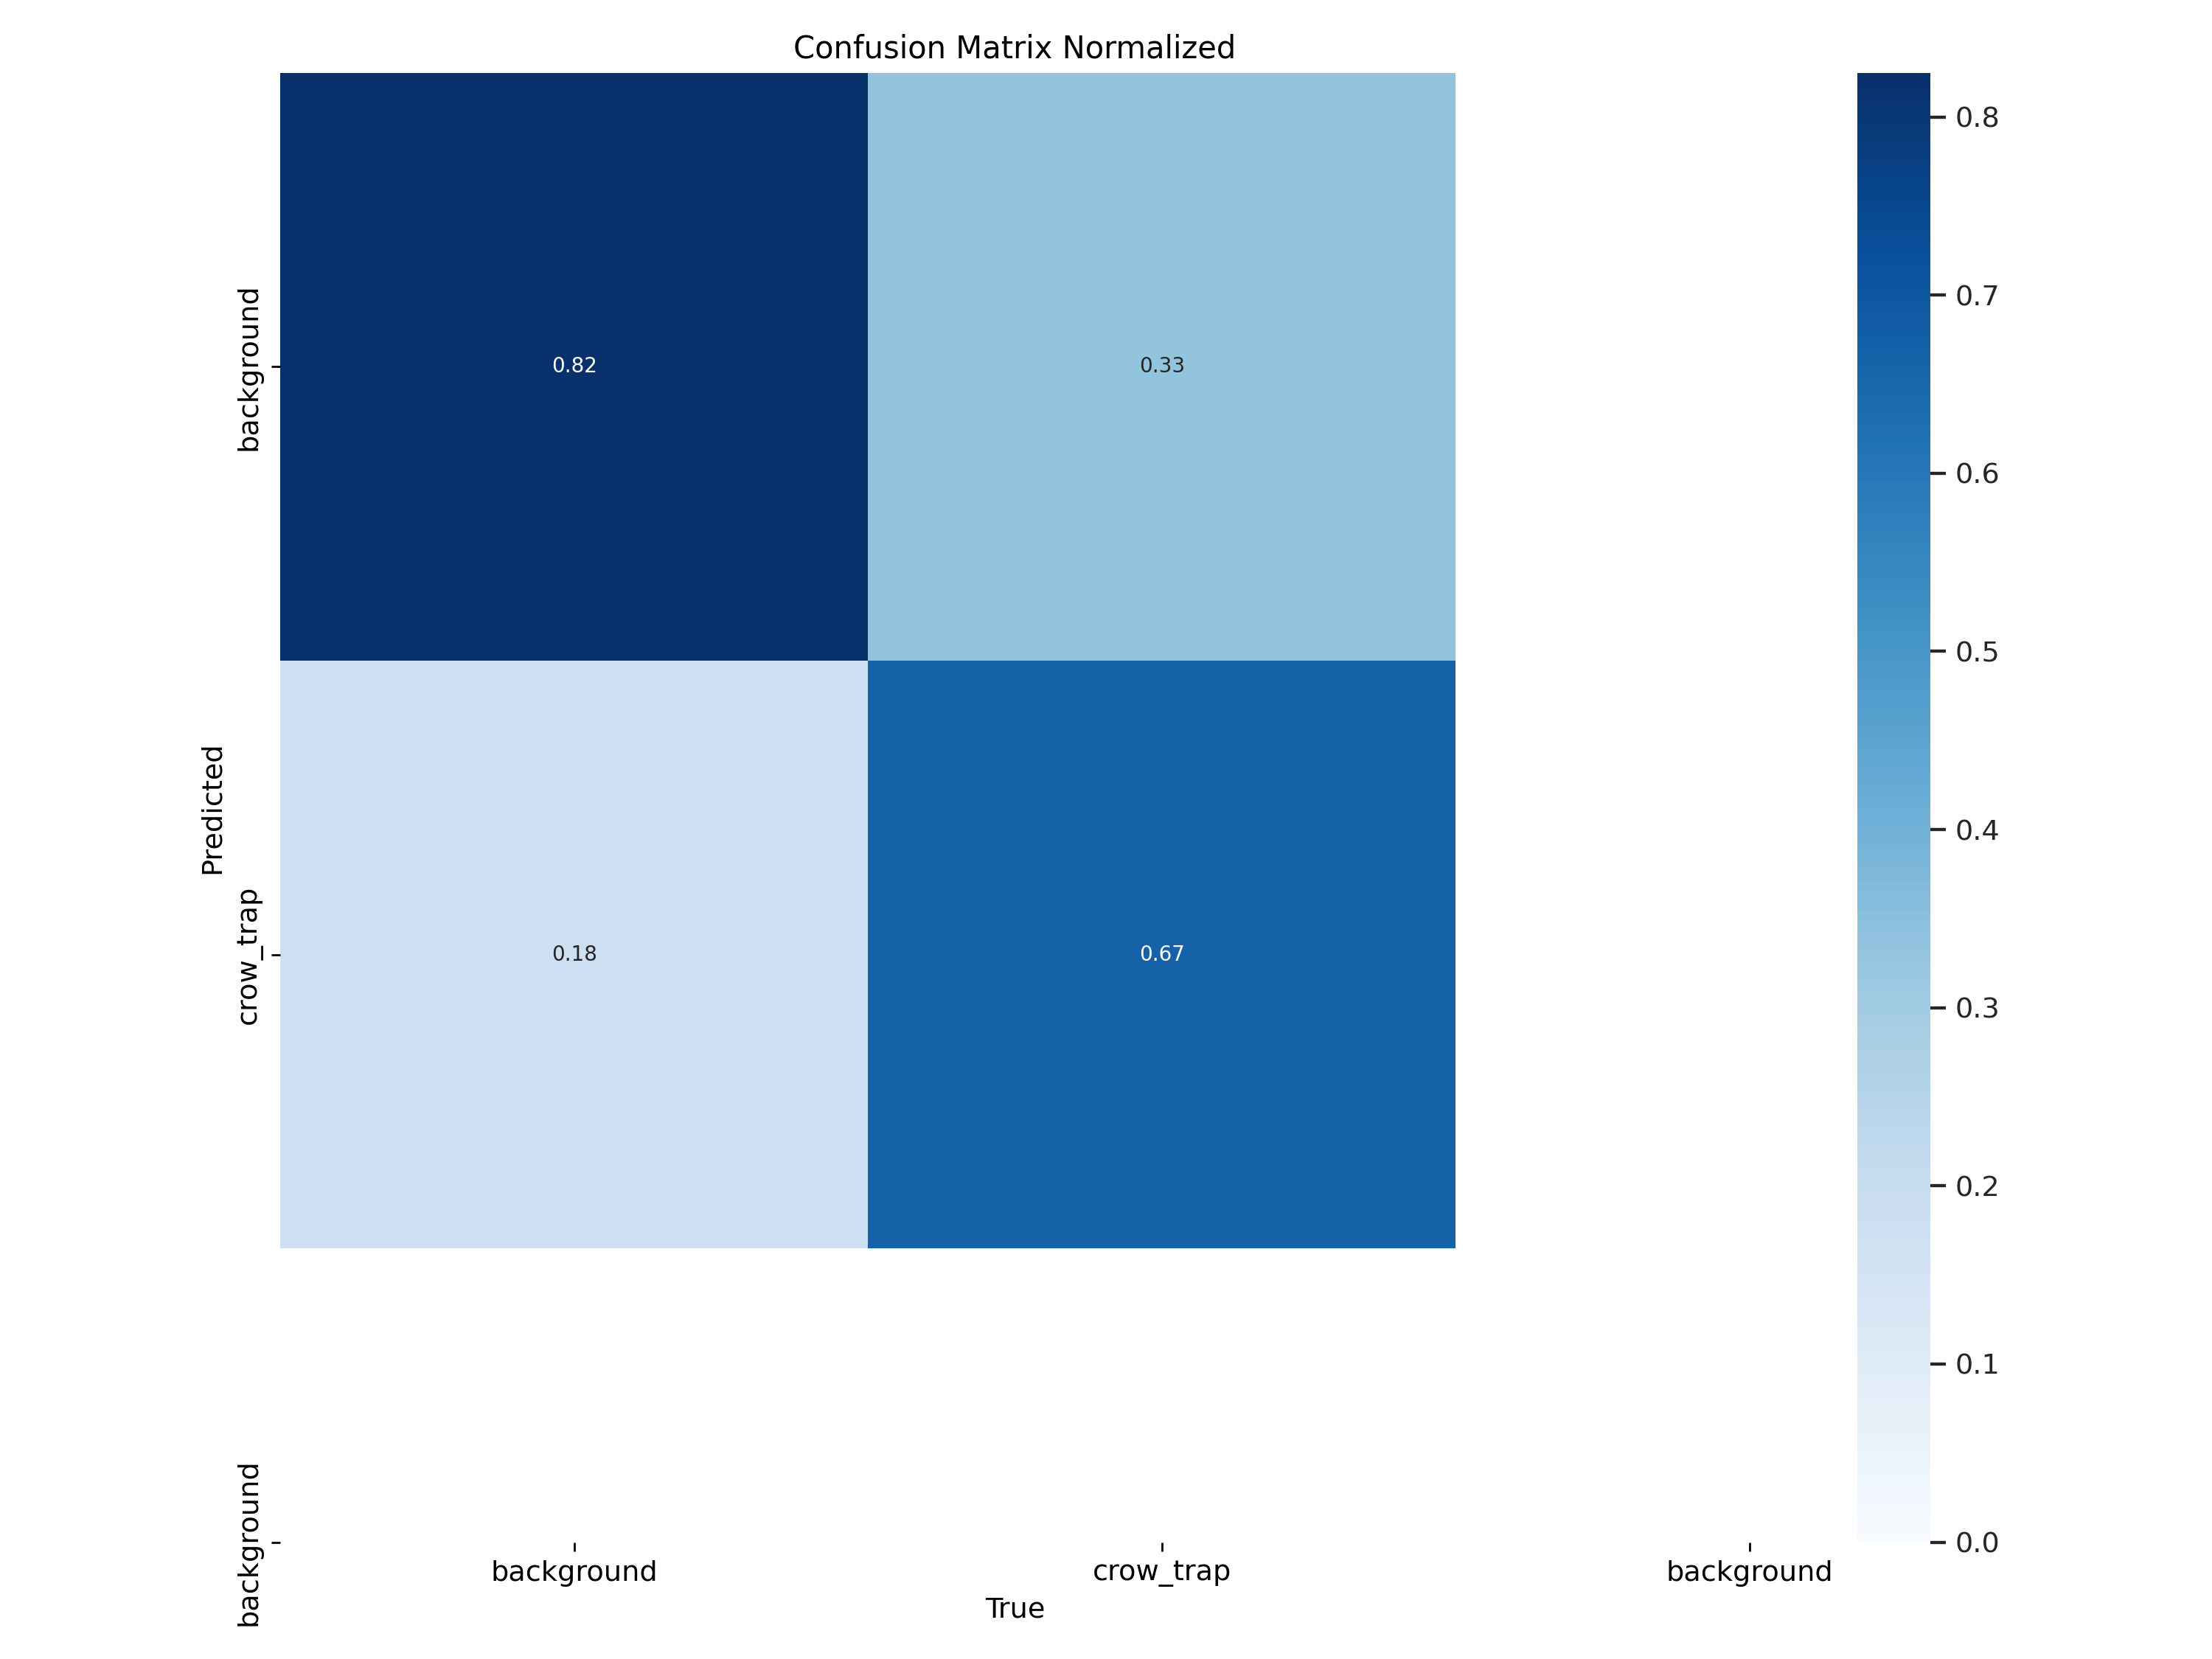 Confusion Matrix Normalized
0.8
0.7
0.6
0.5
0.4
0.3
0.2
0.1
0.0
background
0.82
0.33
Predicted
crow_trap
0.18
0.67
background
background
crow_trap
background
True